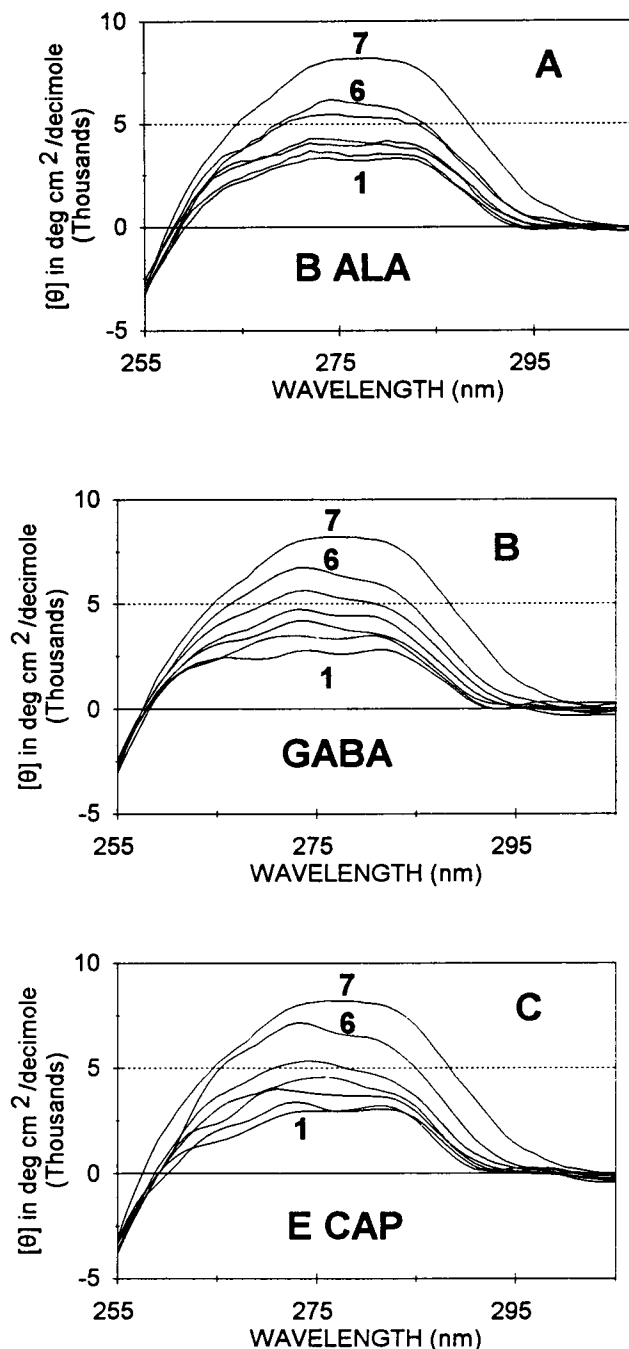 10
7
A
6
5
[θ] in deg cm 2 /decimole
(Thousands)
1
0
B ALA
-5
255
275
295
WAVELENGTH (nm)
10
7
B
6
5
[θ] in deg cm 2 /decimole
(Thousands)
1
0
GABA
-5
255
275
295
WAVELENGTH (nm)
10
7
C
6
5
[θ] in deg cm 2 /decimole
(Thousands)
1
0
E CAP
-5
255
275
295
WAVELENGTH (nm)